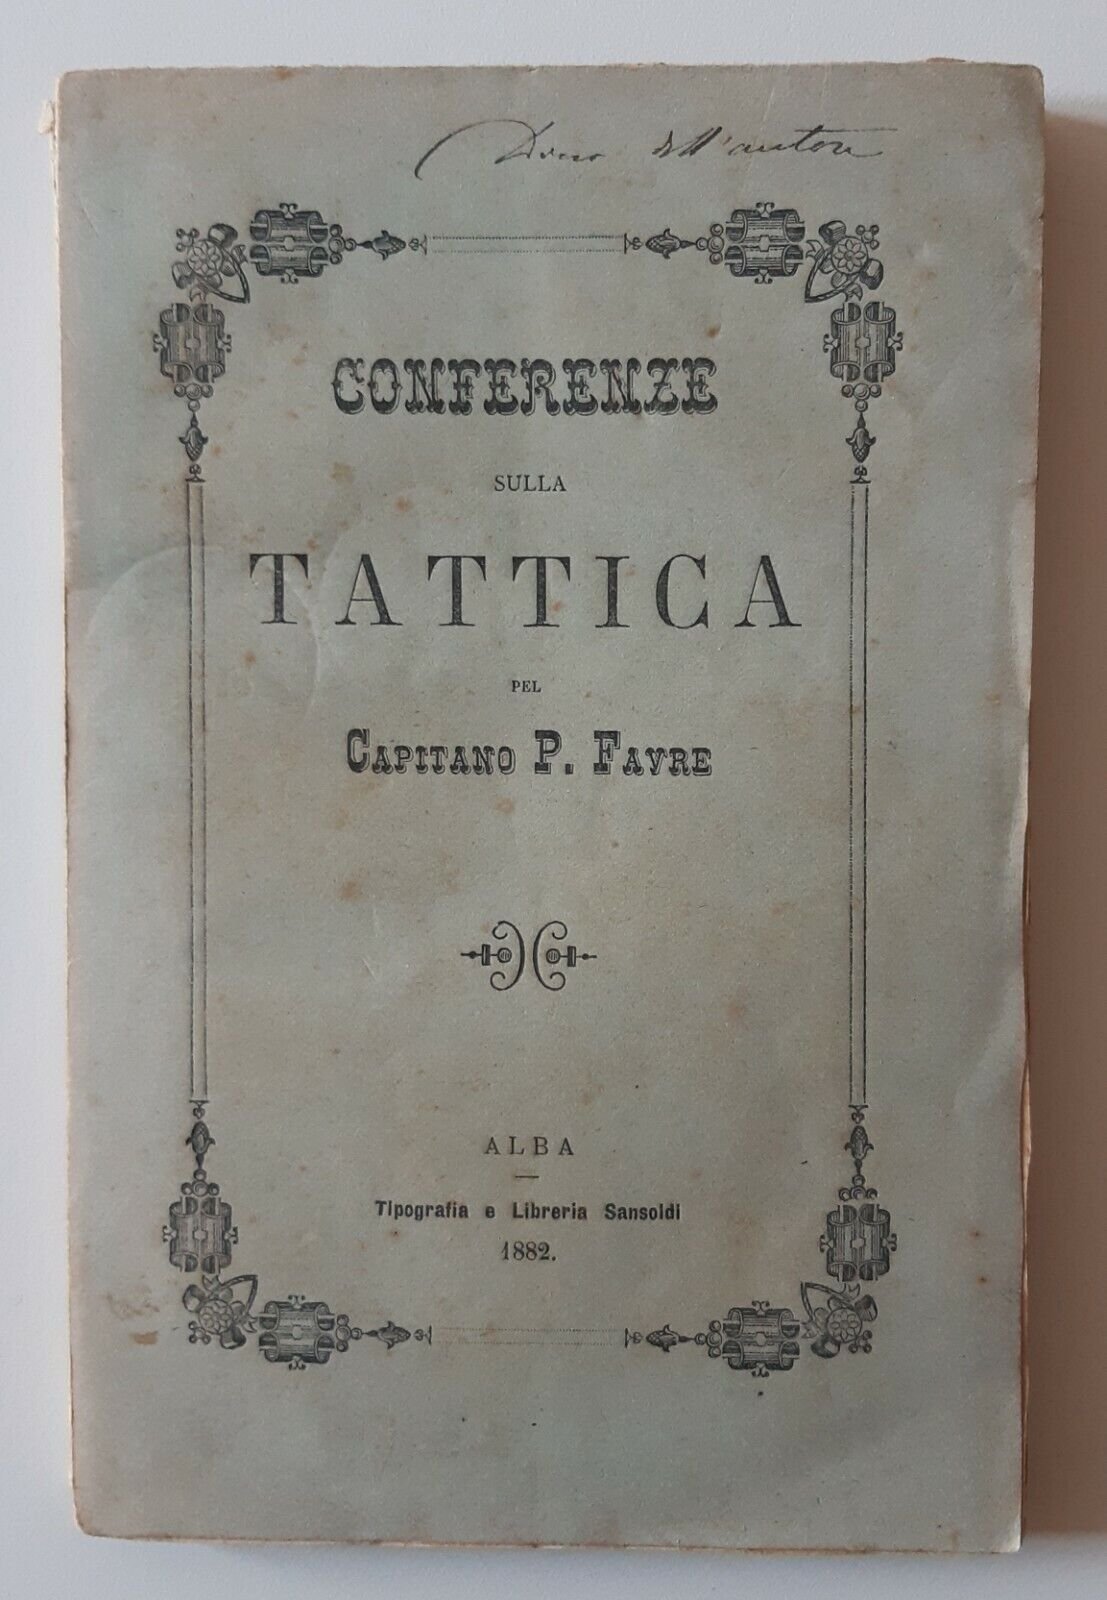 Dono dell'autore
CONFERENZE
SULLA
TATTICA
PEL
CAPITANO P. FAVRE
ALBA
Tipografia e Libreria Sansoldi
1882.